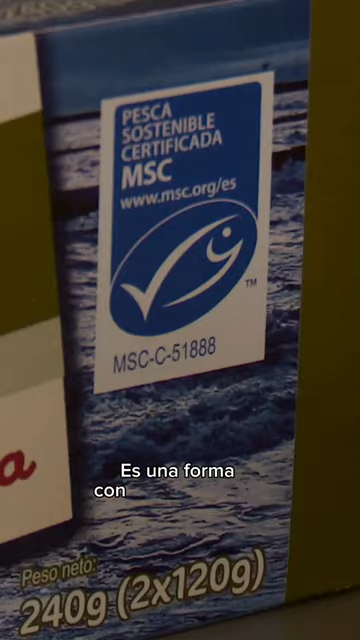 PESCA
SOSTENIBLE
CERTIFICADA
MSC
www.msc.org/es
TM
MSC-C-51888
a
Es una forma
con
Peso neto:
240g (2x120g)